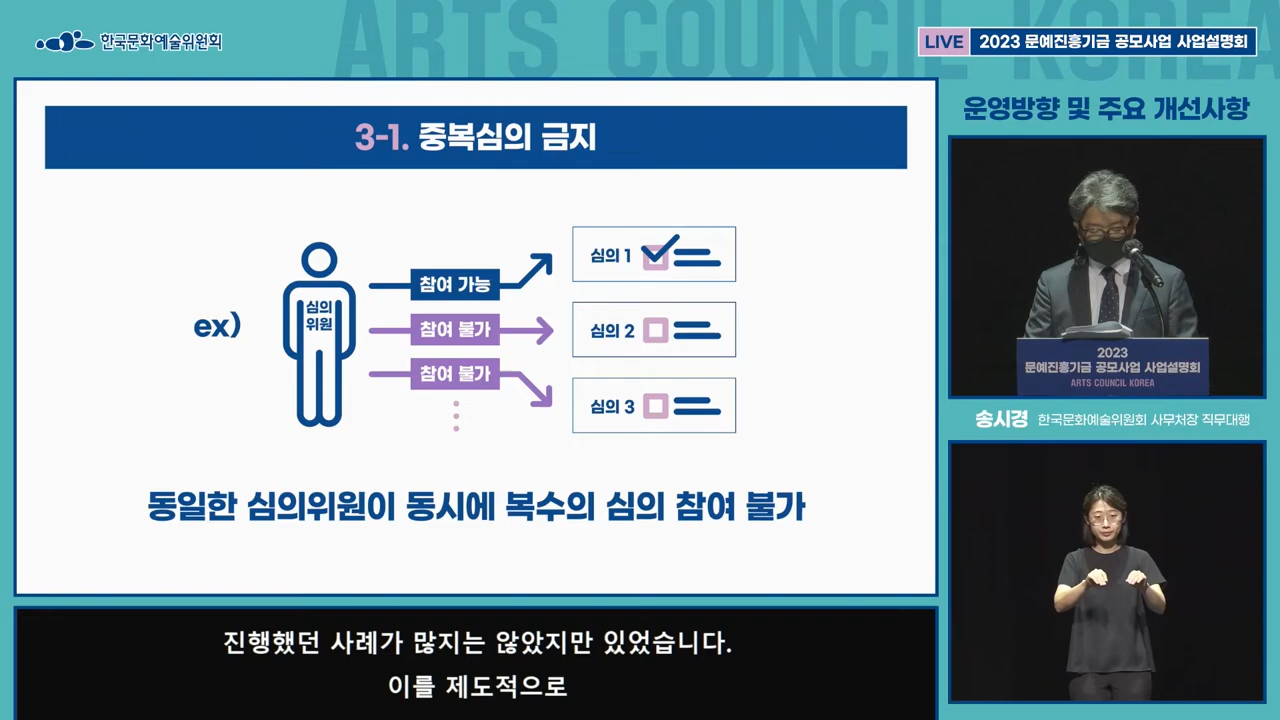 ARTS COUNCIL KOREA
한국문화예술위원회
LIVE 2023 문예진흥기금 공모사업 사업설명회
운영방향 및 주요 개선사항
3-1. 중복심의 금지
ex)
심의
위원
참여 가능
참여 불가
참여 불가
심의 1
심의 2
심의 3
동일한 심의위원이 동시에 복수의 심의 참여 불가
2023
문예진흥기금 공모사업 사업설명회
ARTS COUNCIL KOREA
송시경 한국문화예술위원회 사무처장 직무대행
진행했던 사례가 많지는 않았지만 있었습니다.
이를 제도적으로